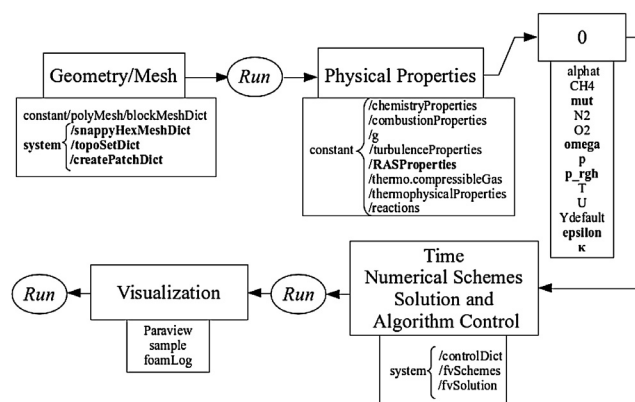 Geometry/Mesh
constant/polyMesh/blockMeshDict
system
/snappyHexMeshDict
/topoSetDict
/createPatchDict
Run
Physical Properties
constant
/chemistryProperties
/combustionProperties
/g
/turbulenceProperties
/RASProperties
/thermo.compressibleGas
/thermophysicalProperties
/reactions
0
alphat
CH4
mut
N2
O2
omega
p
p_rgh
T
U
Ydefault
epsilon
κ
Time
Numerical Schemes
Solution and
Algorithm Control
system
/controlDict
/fvSchemes
/fvSolution
Run
Visualization
Paraview
sample
foamLog
Run